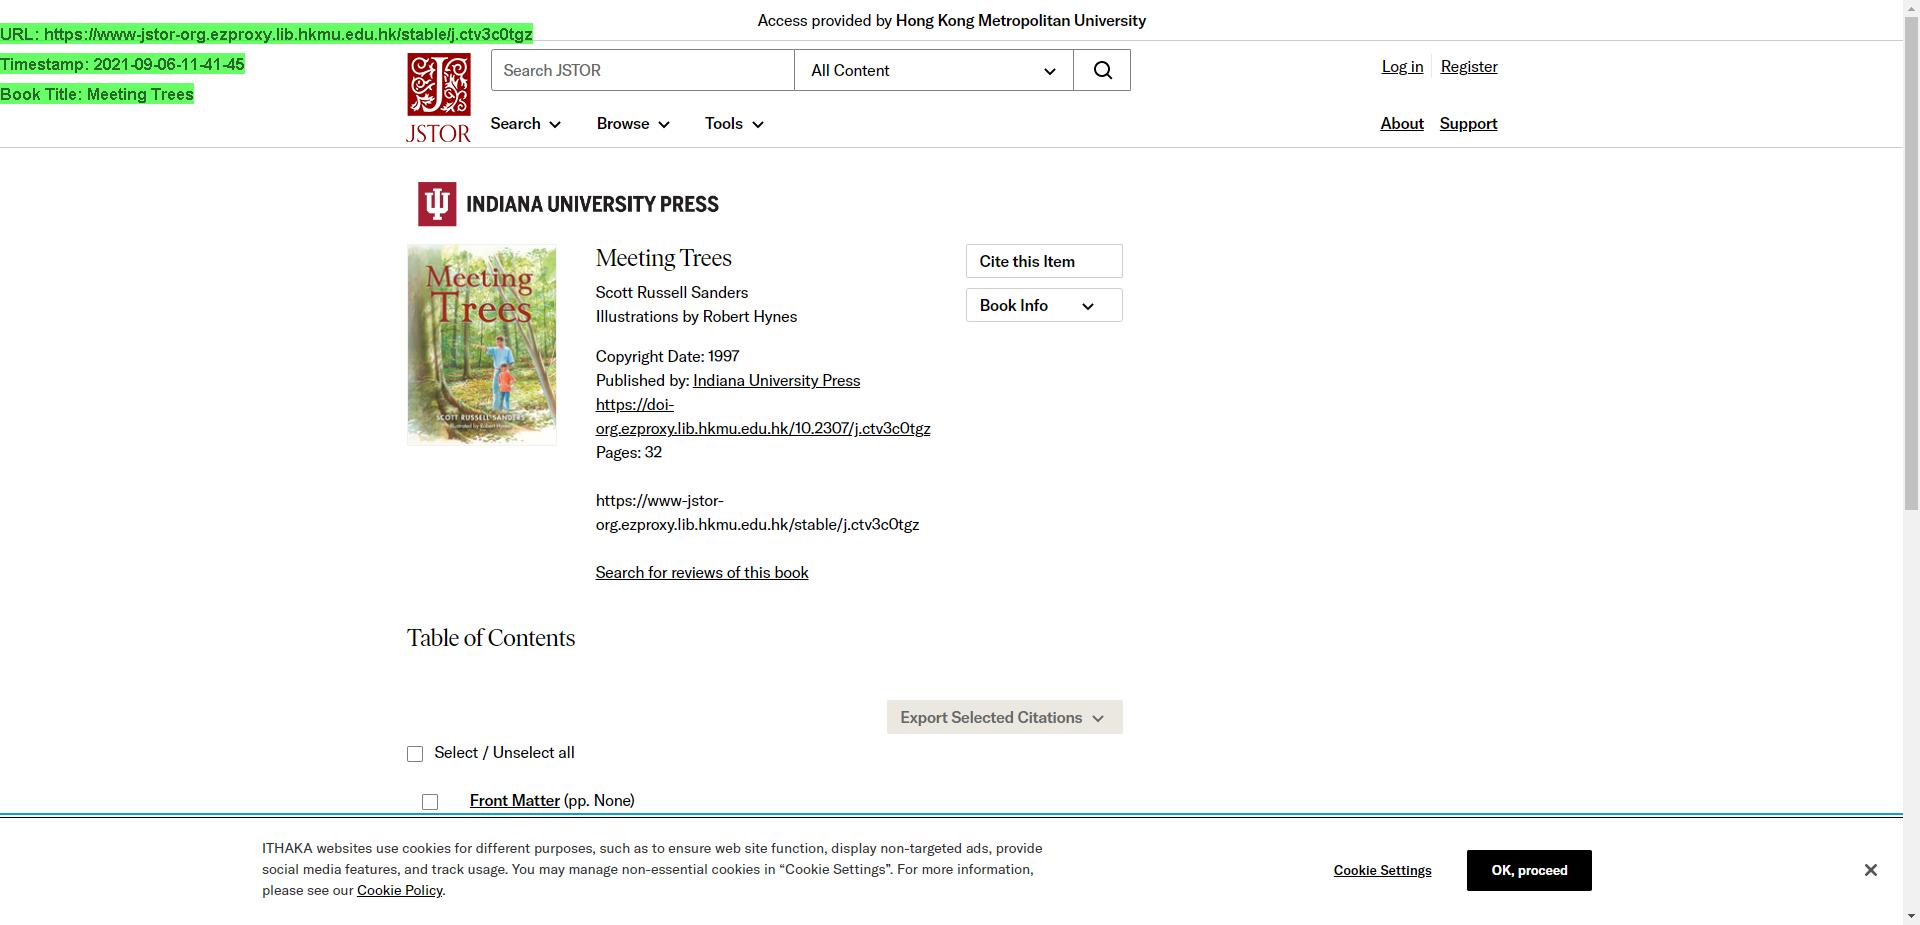 Access provided by Hong Kong Metropolitan University
URL: https://www-jstor-org.ezproxy.lib.hkmu.edu.hk/stable/j.ctv3c0tgz
Timestamp: 2021-09-06-11-41-45
Book Title: Meeting Trees
JSTOR
Search JSTOR
All Content
Log in Register
Search Browse Tools
About Support
INDIANA UNIVERSITY PRESS
Meeting
Trees
SCOTT RUSSELL SANDERS
Illustrated by Robert Hynes
Meeting Trees
Scott Russell Sanders
Illustrations by Robert Hynes
Copyright Date: 1997
Published by: Indiana University Press
https://doi-
org.ezproxy.lib.hkmu.edu.hk/10.2307/j.ctv3c0tgz
Pages: 32
https://www-jstor-
org.ezproxy.lib.hkmu.edu.hk/stable/j.ctv3c0tgz
Search for reviews of this book
Cite this Item
Book Info
Table of Contents
Export Selected Citations
Select / Unselect all
Front Matter (pp. None)
ITHAKA websites use cookies for different purposes, such as to ensure web site function, display non-targeted ads, provide
social media features, and track usage. You may manage non-essential cookies in “Cookie Settings”. For more information,
please see our Cookie Policy.
Cookie Settings
OK, proceed